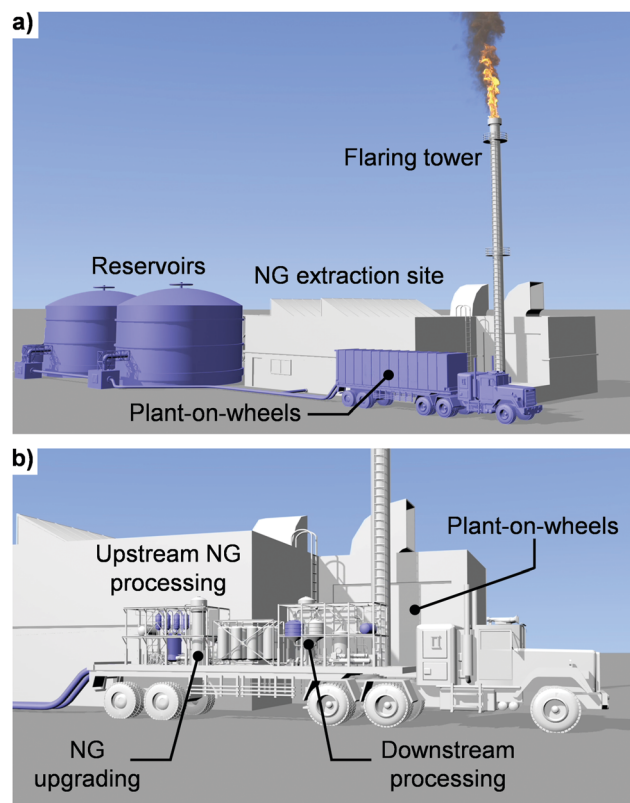 a)
Flaring tower
Reservoirs
NG extraction site
Plant-on-wheels
b)
Plant-on-wheels
Upstream NG
processing
NG
upgrading
Downstream
processing